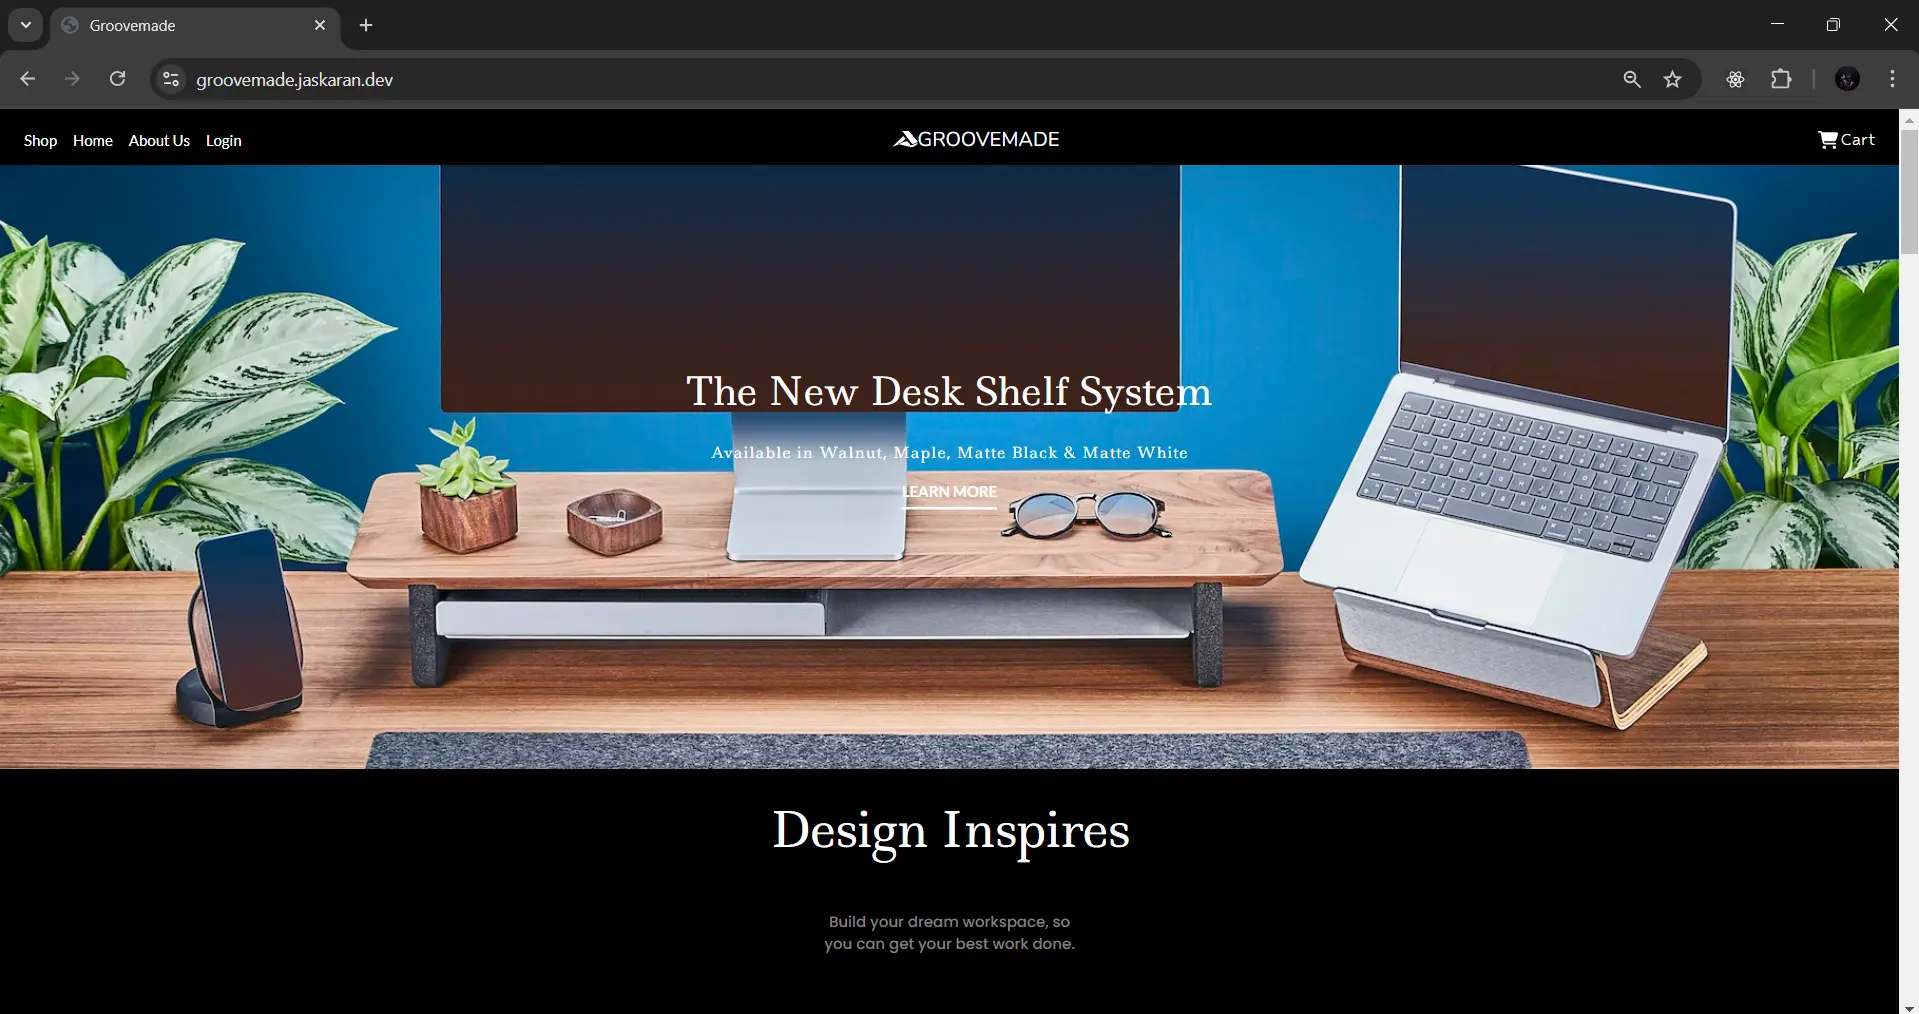 Groovemade
groovemade.jaskaran.dev
Shop Home About Us Login
GROOVEMADE
Cart
The New Desk Shelf System
Available in Walnut, Maple, Matte Black & Matte White
LEARN MORE
Design Inspires
Build your dream workspace, so
you can get your best work done.